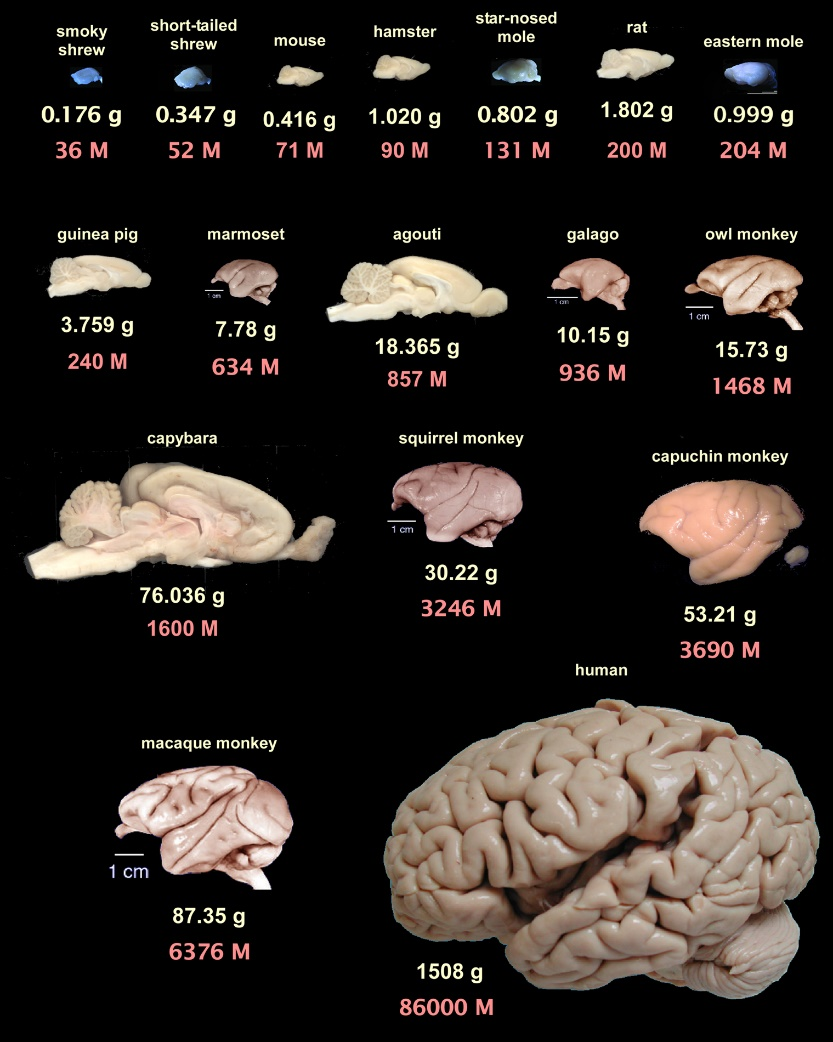 smoky
shrew
short-tailed
shrew
mouse
hamster
star-nosed
mole
rat
eastern mole
0.176 g
0.347 g
0.416 g
1.020 g
0.802 g
1.802 g
0.999 g
36 M
52 M
71 M
90 M
131 M
200 M
204 M
guinea pig
marmoset
agouti
galago
owl monkey
1 cm
1 cm
1 cm
3.759 g
7.78 g
18.365 g
10.15 g
15.73 g
240 M
634 M
857 M
936 M
1468 M
capybara
squirrel monkey
capuchin monkey
1 cm
76.036 g
30.22 g
53.21 g
1600 M
3246 M
3690 M
human
macaque monkey
1 cm
87.35 g
6376 M
1508 g
86000 M